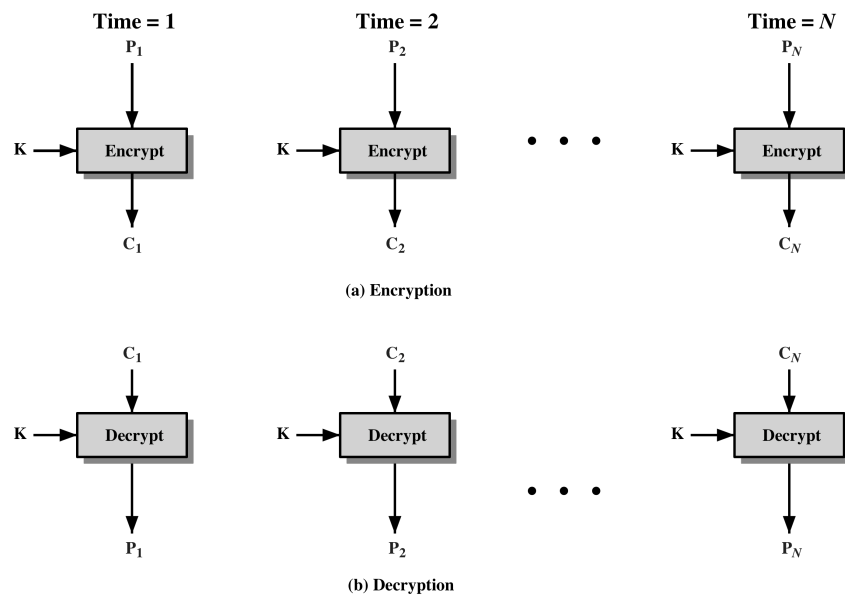 Time = 1 Time = 2 Time = N
P1 P2 PN
K Encrypt K Encrypt • • • K Encrypt
C1 C2 CN
(a) Encryption
C1 C2 CN
K Decrypt K Decrypt K Decrypt
• • •
P1 P2 PN
(b) Decryption